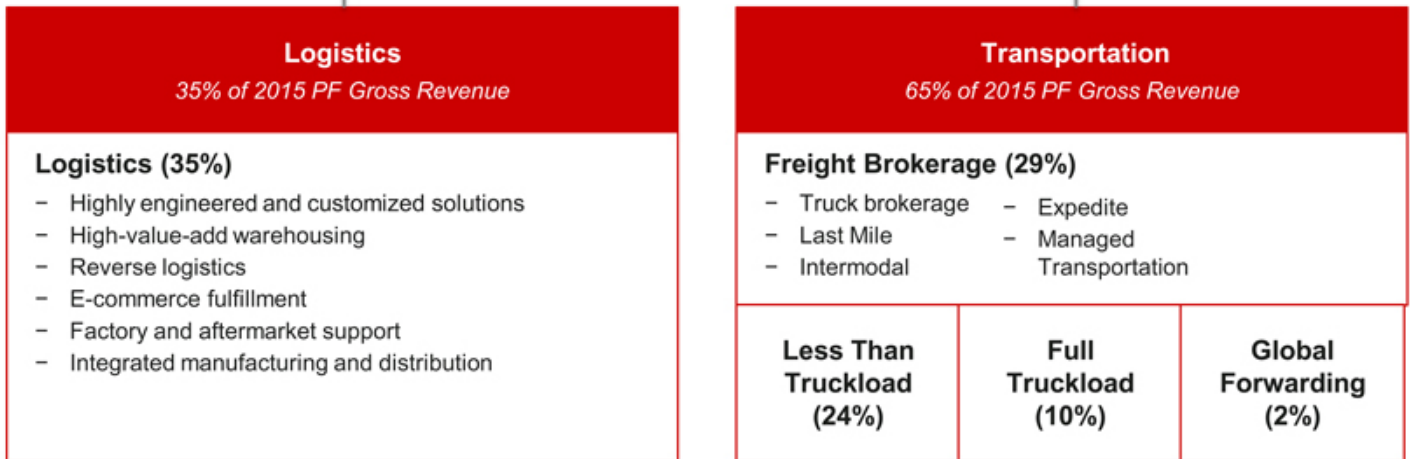 Logistics
35% of 2015 PF Gross Revenue
Logistics (35%)
− Highly engineered and customized solutions
− High-value-add warehousing
− Reverse logistics
− E-commerce fulfillment
− Factory and aftermarket support
− Integrated manufacturing and distribution
Transportation
65% of 2015 PF Gross Revenue
Freight Brokerage (29%)
− Truck brokerage
− Last Mile
− Intermodal
− Expedite
− Managed
Transportation
Less Than
Truckload
(24%)
Full
Truckload
(10%)
Global
Forwarding
(2%)